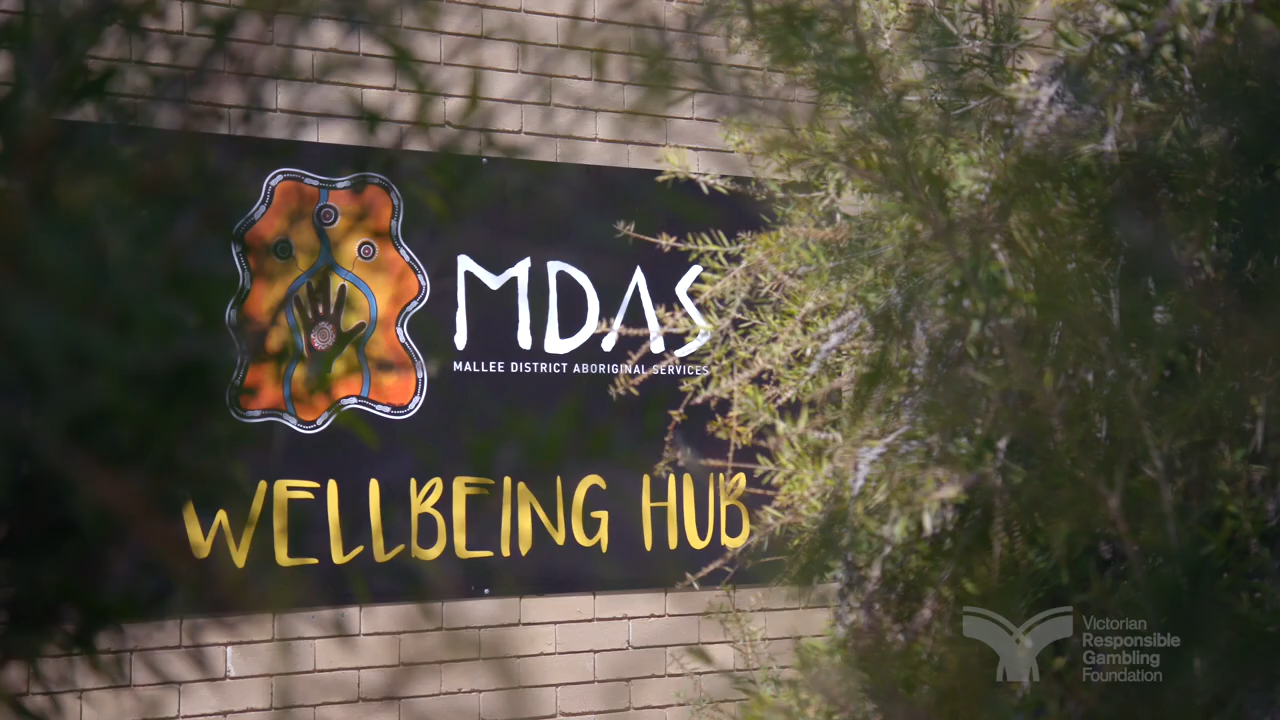 MDAS
MALLEE DISTRICT ABORIGINAL SERVICES
WELLBEING HUB
Victorian
Responsible
Gambling
Foundation